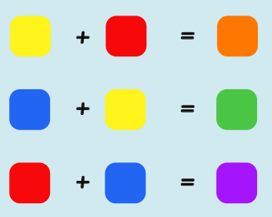 + =
+ =
+ =